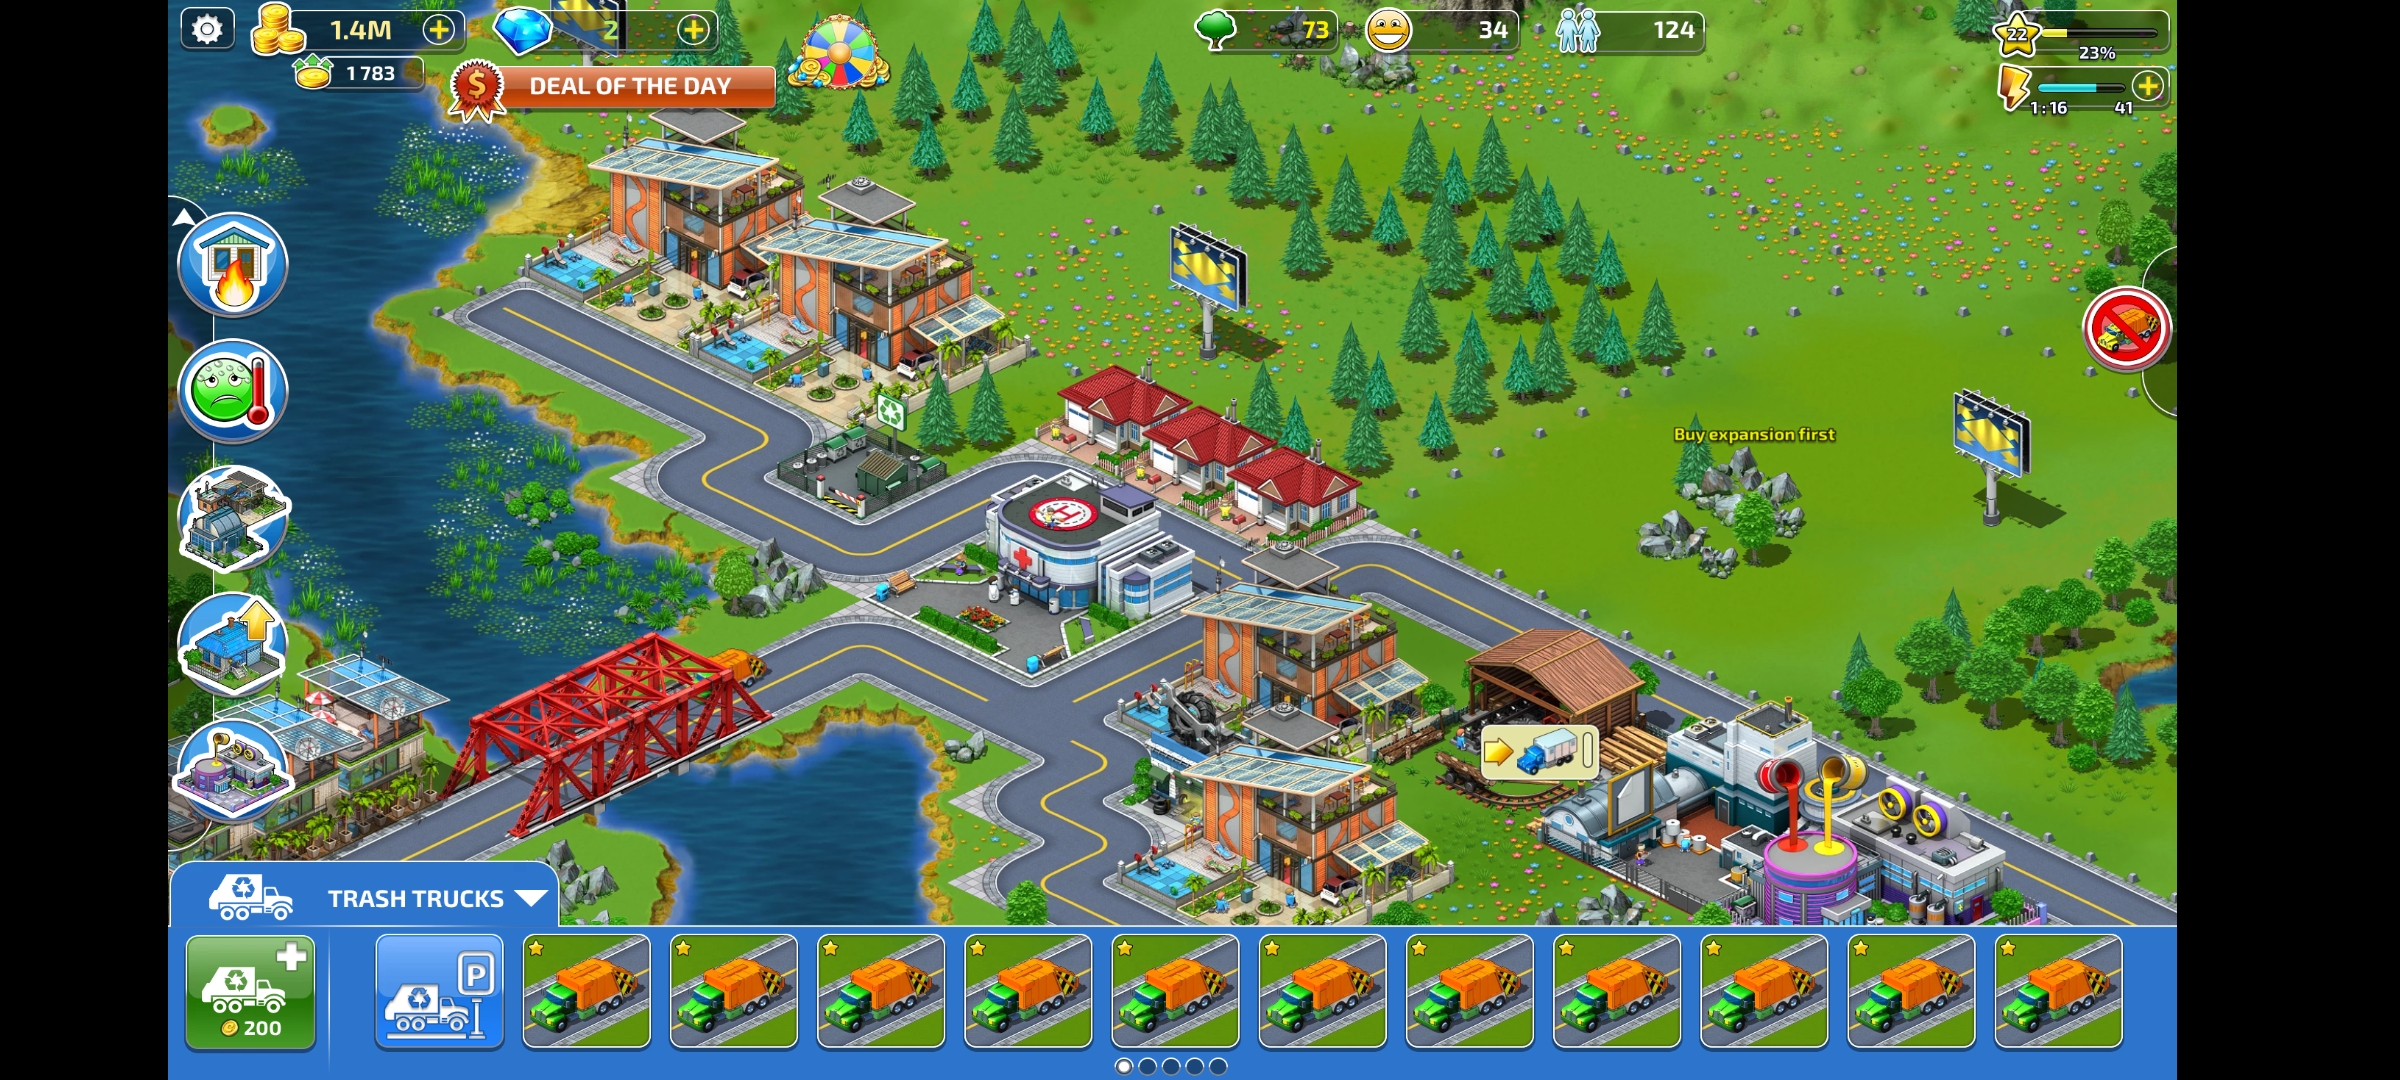 1.4M
2
73
34
124
22
23%
1 783
DEAL OF THE DAY
1:16
41
Buy expansion first
H
TRASH TRUCKS
200
P